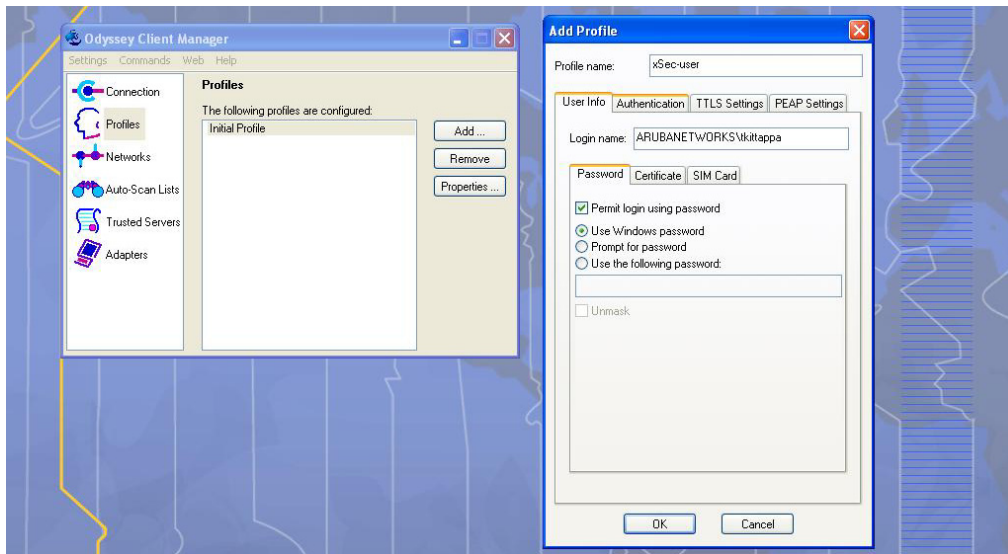 Odyssey Client Manager
Settings Commands Web Help
Connection
Profiles
Networks
Auto-Scan Lists
Trusted Servers
Adapters
Profiles
The following profiles are configured:
Initial Profile
Add ...
Remove
Properties ...
Add Profile
Profile name: xSec-user
User Info Authentication TTLS Settings PEAP Settings
Login name: ARUBANETWORKS\tkittappa
Password Certificate SIM Card
Permit login using password
Use Windows password
Prompt for password
Use the following password:
Unmask
OK Cancel